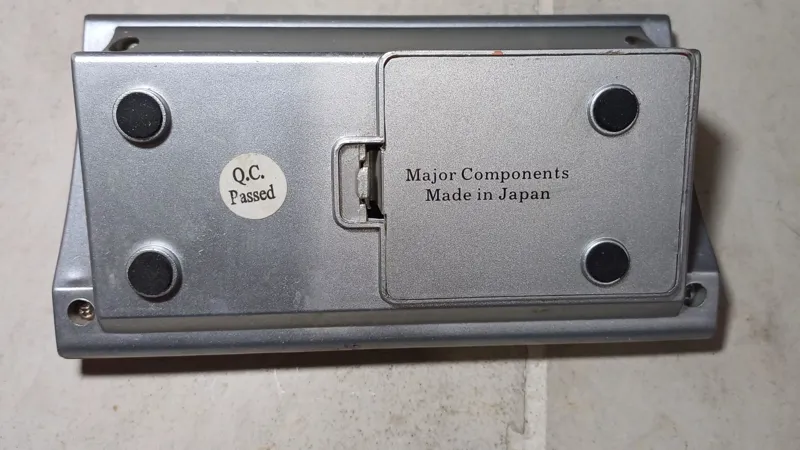 Q.C.
Passed
Major Components
Made in Japan